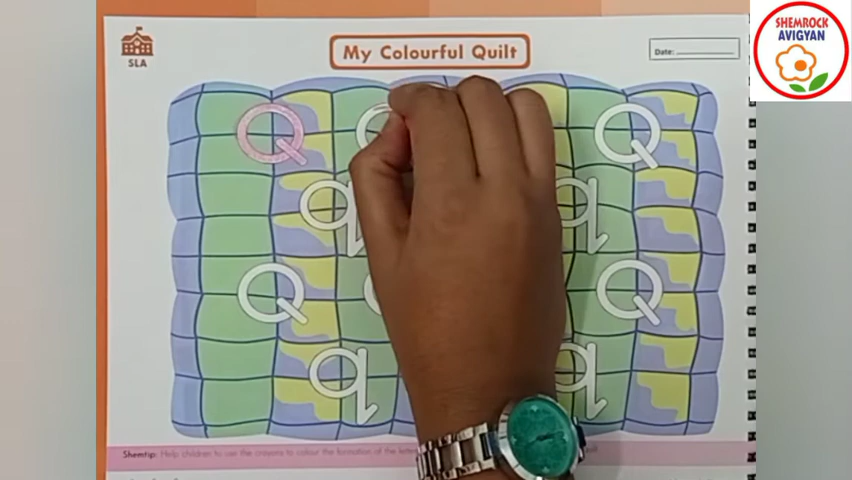 SHEMROCK
AVIGYAN
SLA
My Colourful Quilt
Date:
Q Q
q q
Q Q
q q
Shemtip: Help children to use the crayons to colour the formation of the